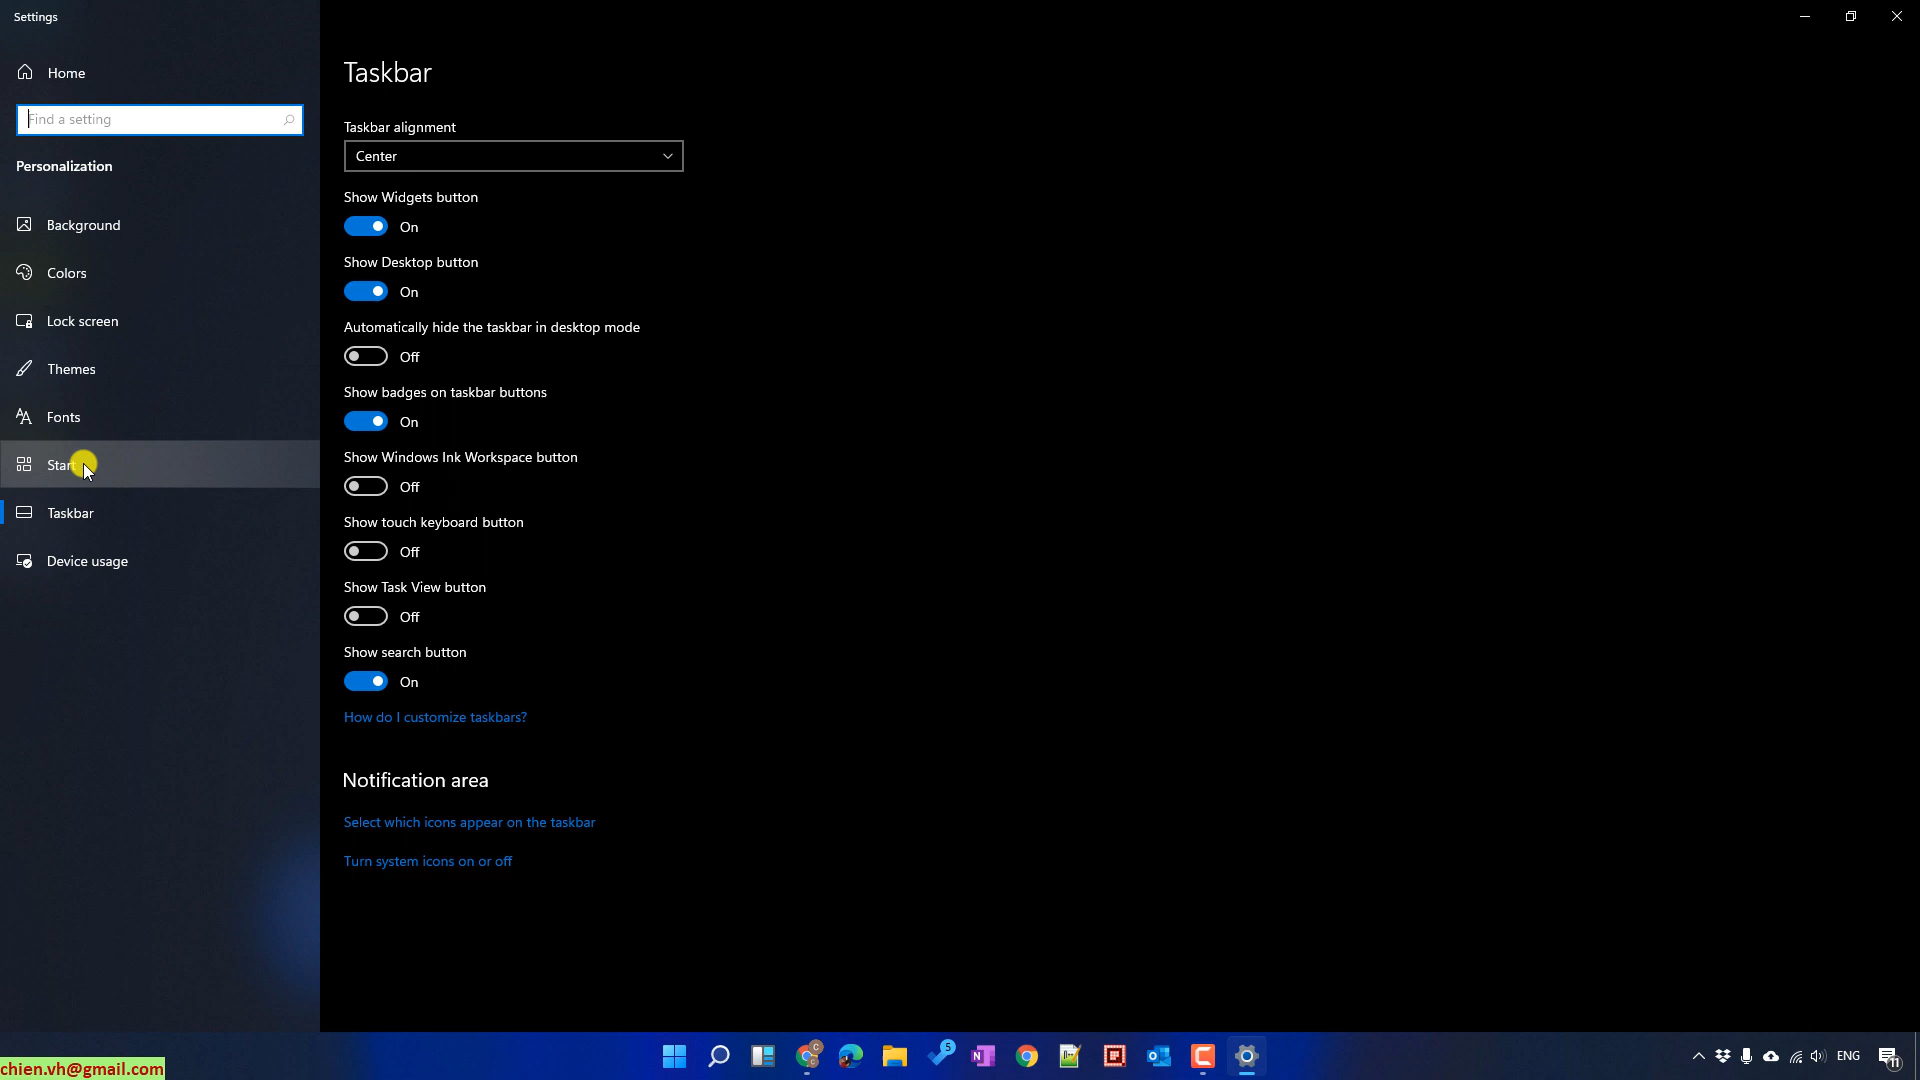 Settings
Home
Find a setting
Personalization
Background
Colors
Lock screen
Themes
Fonts
Start
Taskbar
Device usage
Taskbar
Taskbar alignment
Center
Show Widgets button
On
Show Desktop button
On
Automatically hide the taskbar in desktop mode
Off
Show badges on taskbar buttons
On
Show Windows Ink Workspace button
Off
Show touch keyboard button
Off
Show Task View button
Off
Show search button
On
How do I customize taskbars?
Notification area
Select which icons appear on the taskbar
Turn system icons on or off
chien.vh@gmail.com
C
5
N
ENG
11